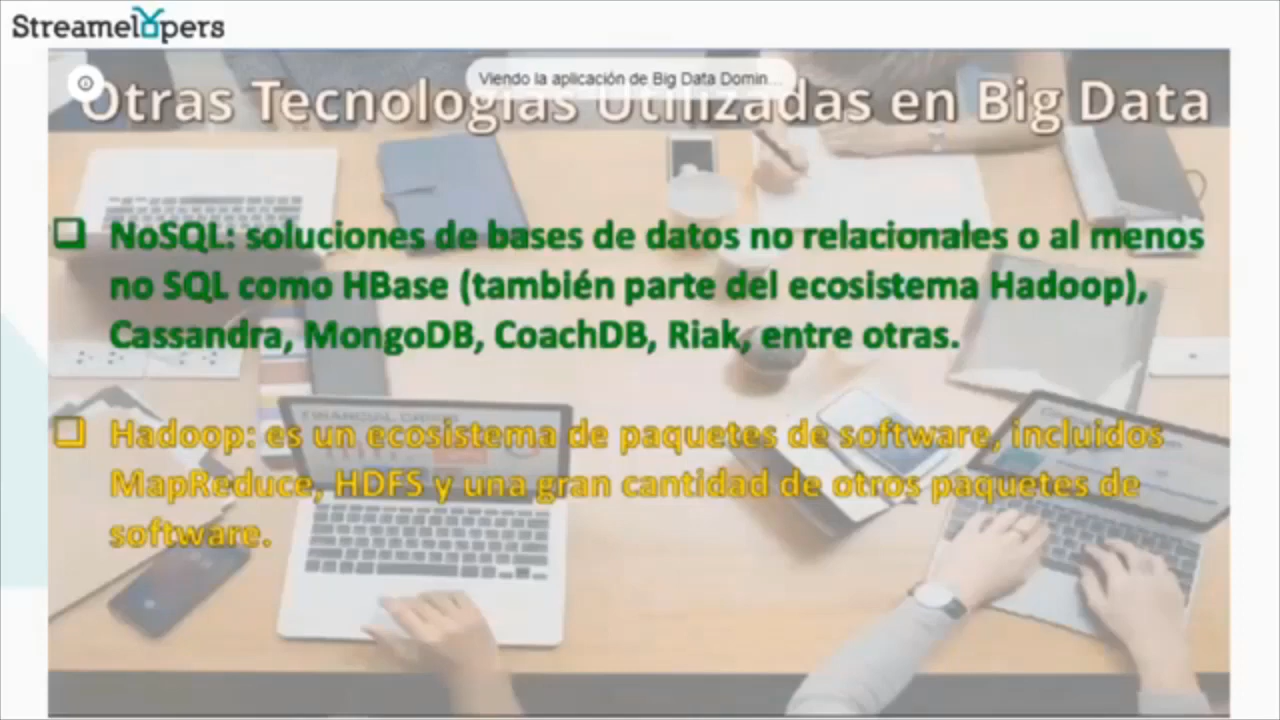 Streamelopers
Viendo la aplicación de Big Data Domin...
Otras Tecnologías Utilizadas en Big Data
NoSQL: soluciones de bases de datos no relacionales o al menos
no SQL como HBase (también parte del ecosistema Hadoop),
Cassandra, MongoDB, CoachDB, Riak, entre otras.
Hadoop: es un ecosistema de paquetes de software, incluidos
MapReduce, HDFS y una gran cantidad de otros paquetes de
software.
FINANCIAL CRISIS